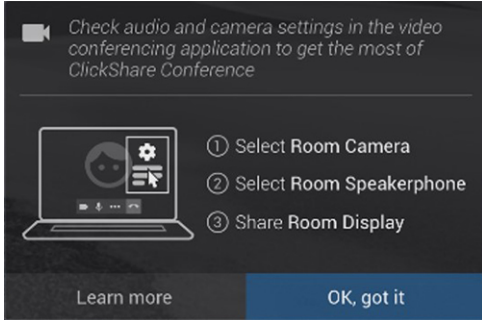 Check audio and camera settings in the video
conferencing application to get the most of
ClickShare Conference
① Select Room Camera
② Select Room Speakerphone
③ Share Room Display
Learn more
OK, got it